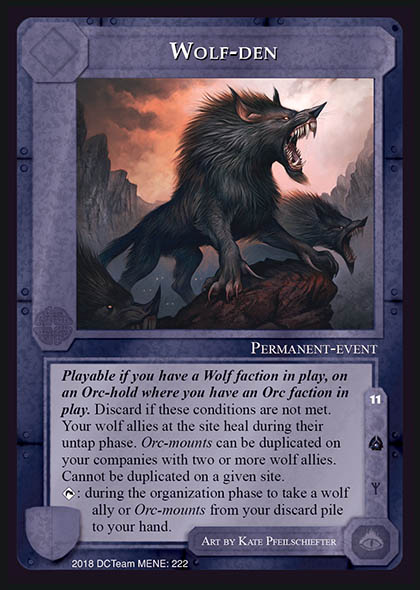 WOLF-DEN
PERMANENT-EVENT
Playable if you have a Wolf faction in play, on
an Orc-hold where you have an Orc faction in
play. Discard if these conditions are not met.
Your wolf allies at the site heal during their
untap phase. Orc-mounts can be duplicated on
your companies with two or more wolf allies.
Cannot be duplicated on a given site.
: during the organization phase to take a wolf
ally or Orc-mounts from your discard pile
to your hand.
11
ART BY KATE PFEILSCHIEFTER
2018 DCTeam MENE: 222